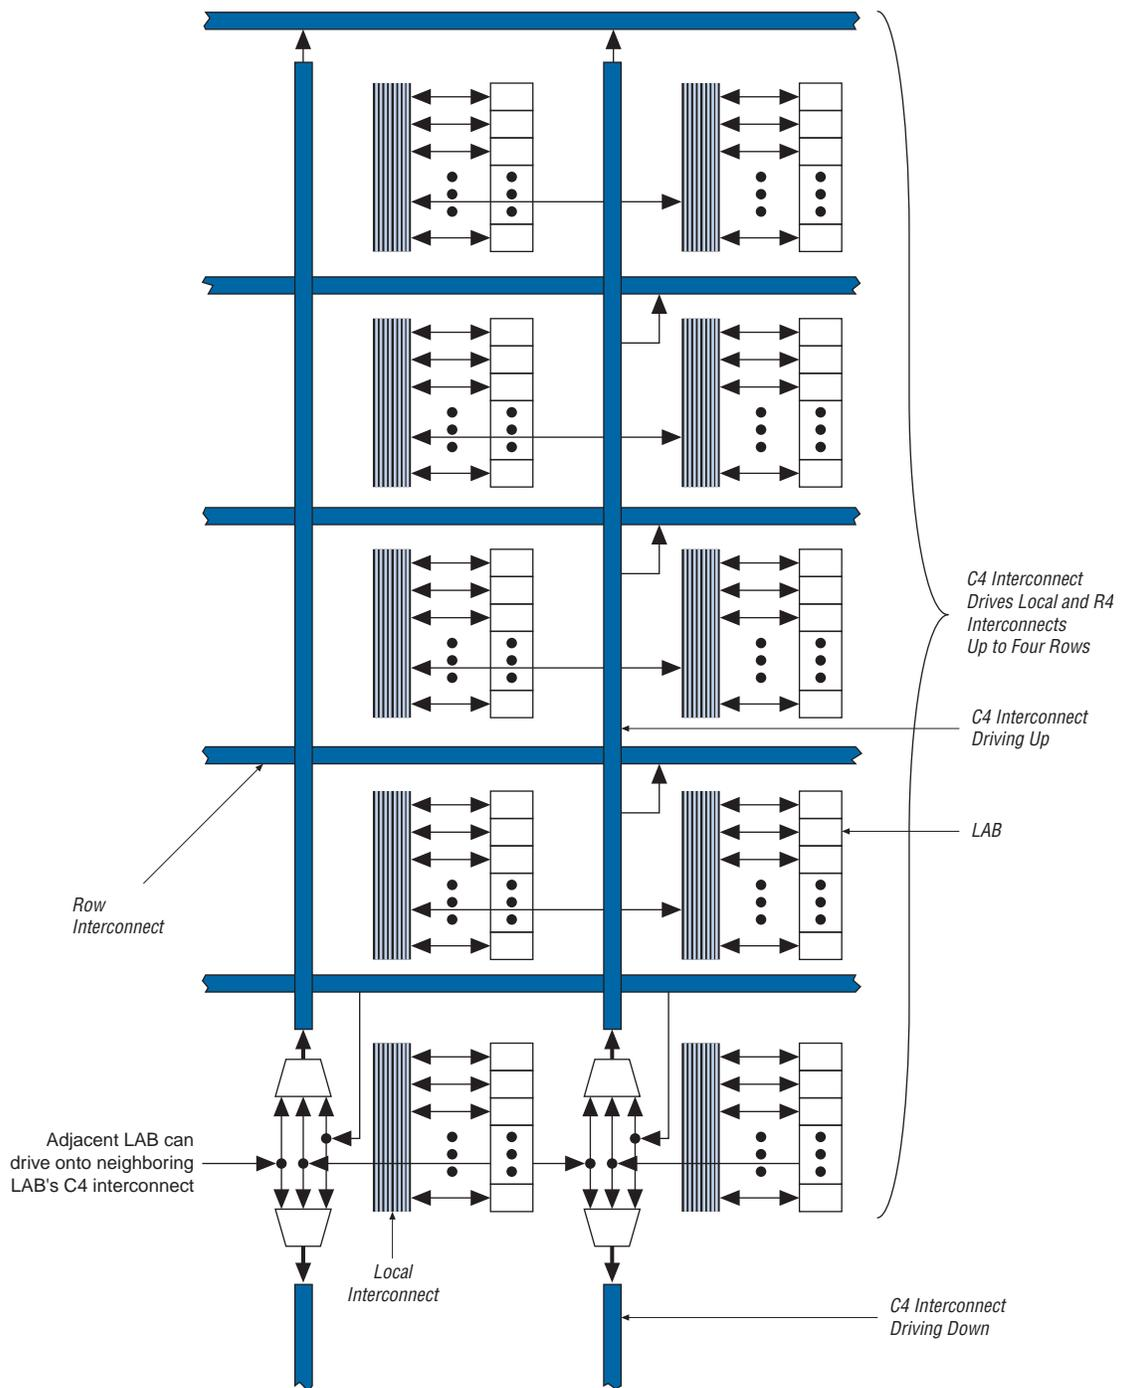 C4 Interconnect
Drives Local and R4
Interconnects
Up to Four Rows
C4 Interconnect
Driving Up
LAB
Row
Interconnect
Adjacent LAB can
drive onto neighboring
LAB's C4 interconnect
Local
Interconnect
C4 Interconnect
Driving Down